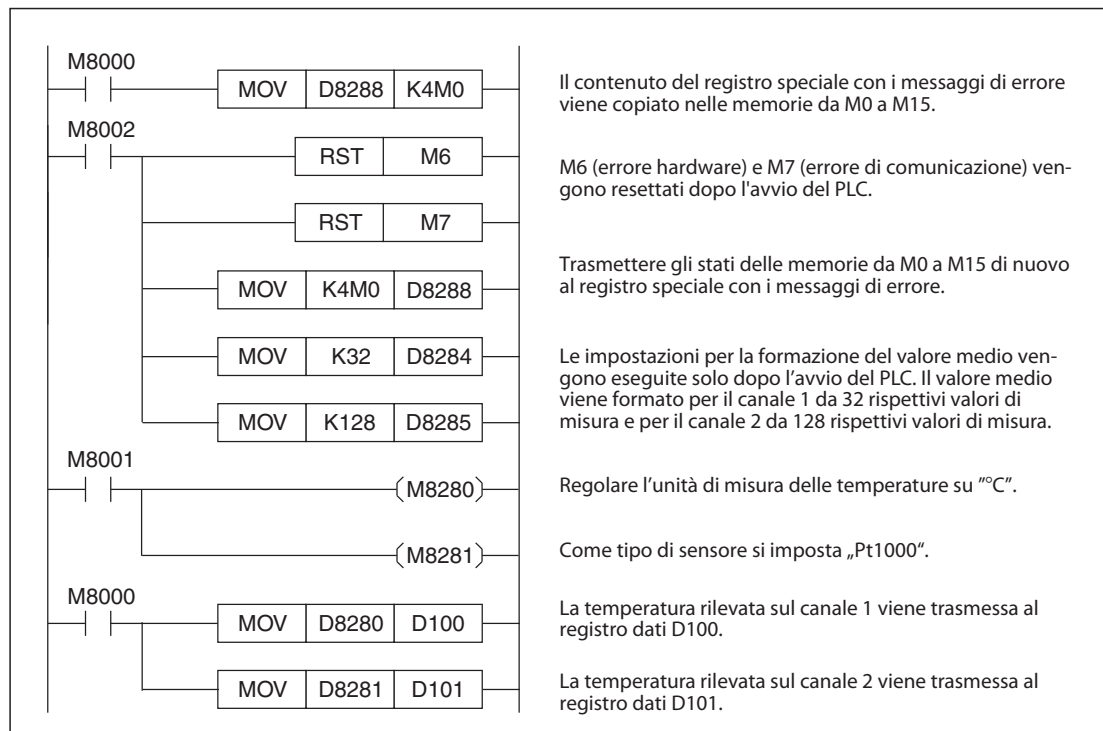 M8000
MOV D8288 K4M0
Il contenuto del registro speciale con i messaggi di errore
viene copiato nelle memorie da M0 a M15.
M8002
RST M6
M6 (errore hardware) e M7 (errore di comunicazione) ven-
gono resettati dopo l'avvio del PLC.
RST M7
MOV K4M0 D8288
Trasmettere gli stati delle memorie da M0 a M15 di nuovo
al registro speciale con i messaggi di errore.
MOV K32 D8284
Le impostazioni per la formazione del valore medio ven-
gono eseguite solo dopo l’avvio del PLC. Il valore medio
viene formato per il canale 1 da 32 rispettivi valori di
misura e per il canale 2 da 128 rispettivi valori di misura.
MOV K128 D8285
M8001
(M8280)
Regolare l’unità di misura delle temperature su ”°C”.
(M8281)
Come tipo di sensore si imposta „Pt1000“.
M8000
MOV D8280 D100
La temperatura rilevata sul canale 1 viene trasmessa al
registro dati D100.
MOV D8281 D101
La temperatura rilevata sul canale 2 viene trasmessa al
registro dati D101.